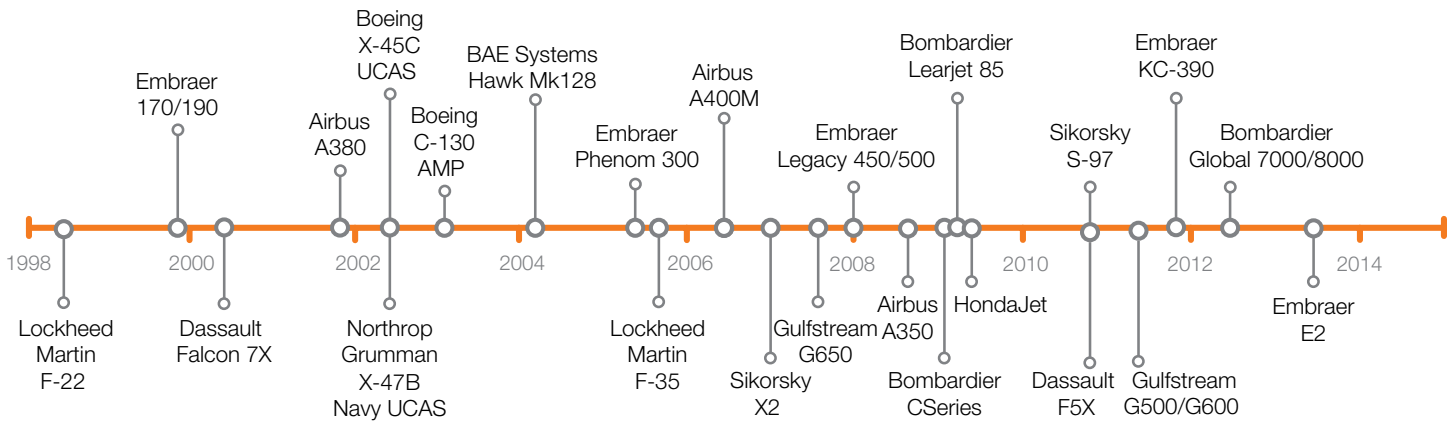 Embraer
170/190
Airbus
A380
Boeing
X-45C
UCAS
Boeing
C-130
AMP
BAE Systems
Hawk Mk128
Embraer
Phenom 300
Airbus
A400M
Embraer
Legacy 450/500
Bombardier
Learjet 85
Sikorsky
S-97
Embraer
KC-390
Bombardier
Global 7000/8000
1998
2000
2002
2004
2006
2008
2010
2012
2014
Lockheed
Martin
F-22
Dassault
Falcon 7X
Northrop
Grumman
X-47B
Navy UCAS
Lockheed
Martin
F-35
Sikorsky
X2
Gulfstream
G650
Airbus
A350
Bombardier
CSeries
HondaJet
Dassault
F5X
Gulfstream
G500/G600
Embraer
E2